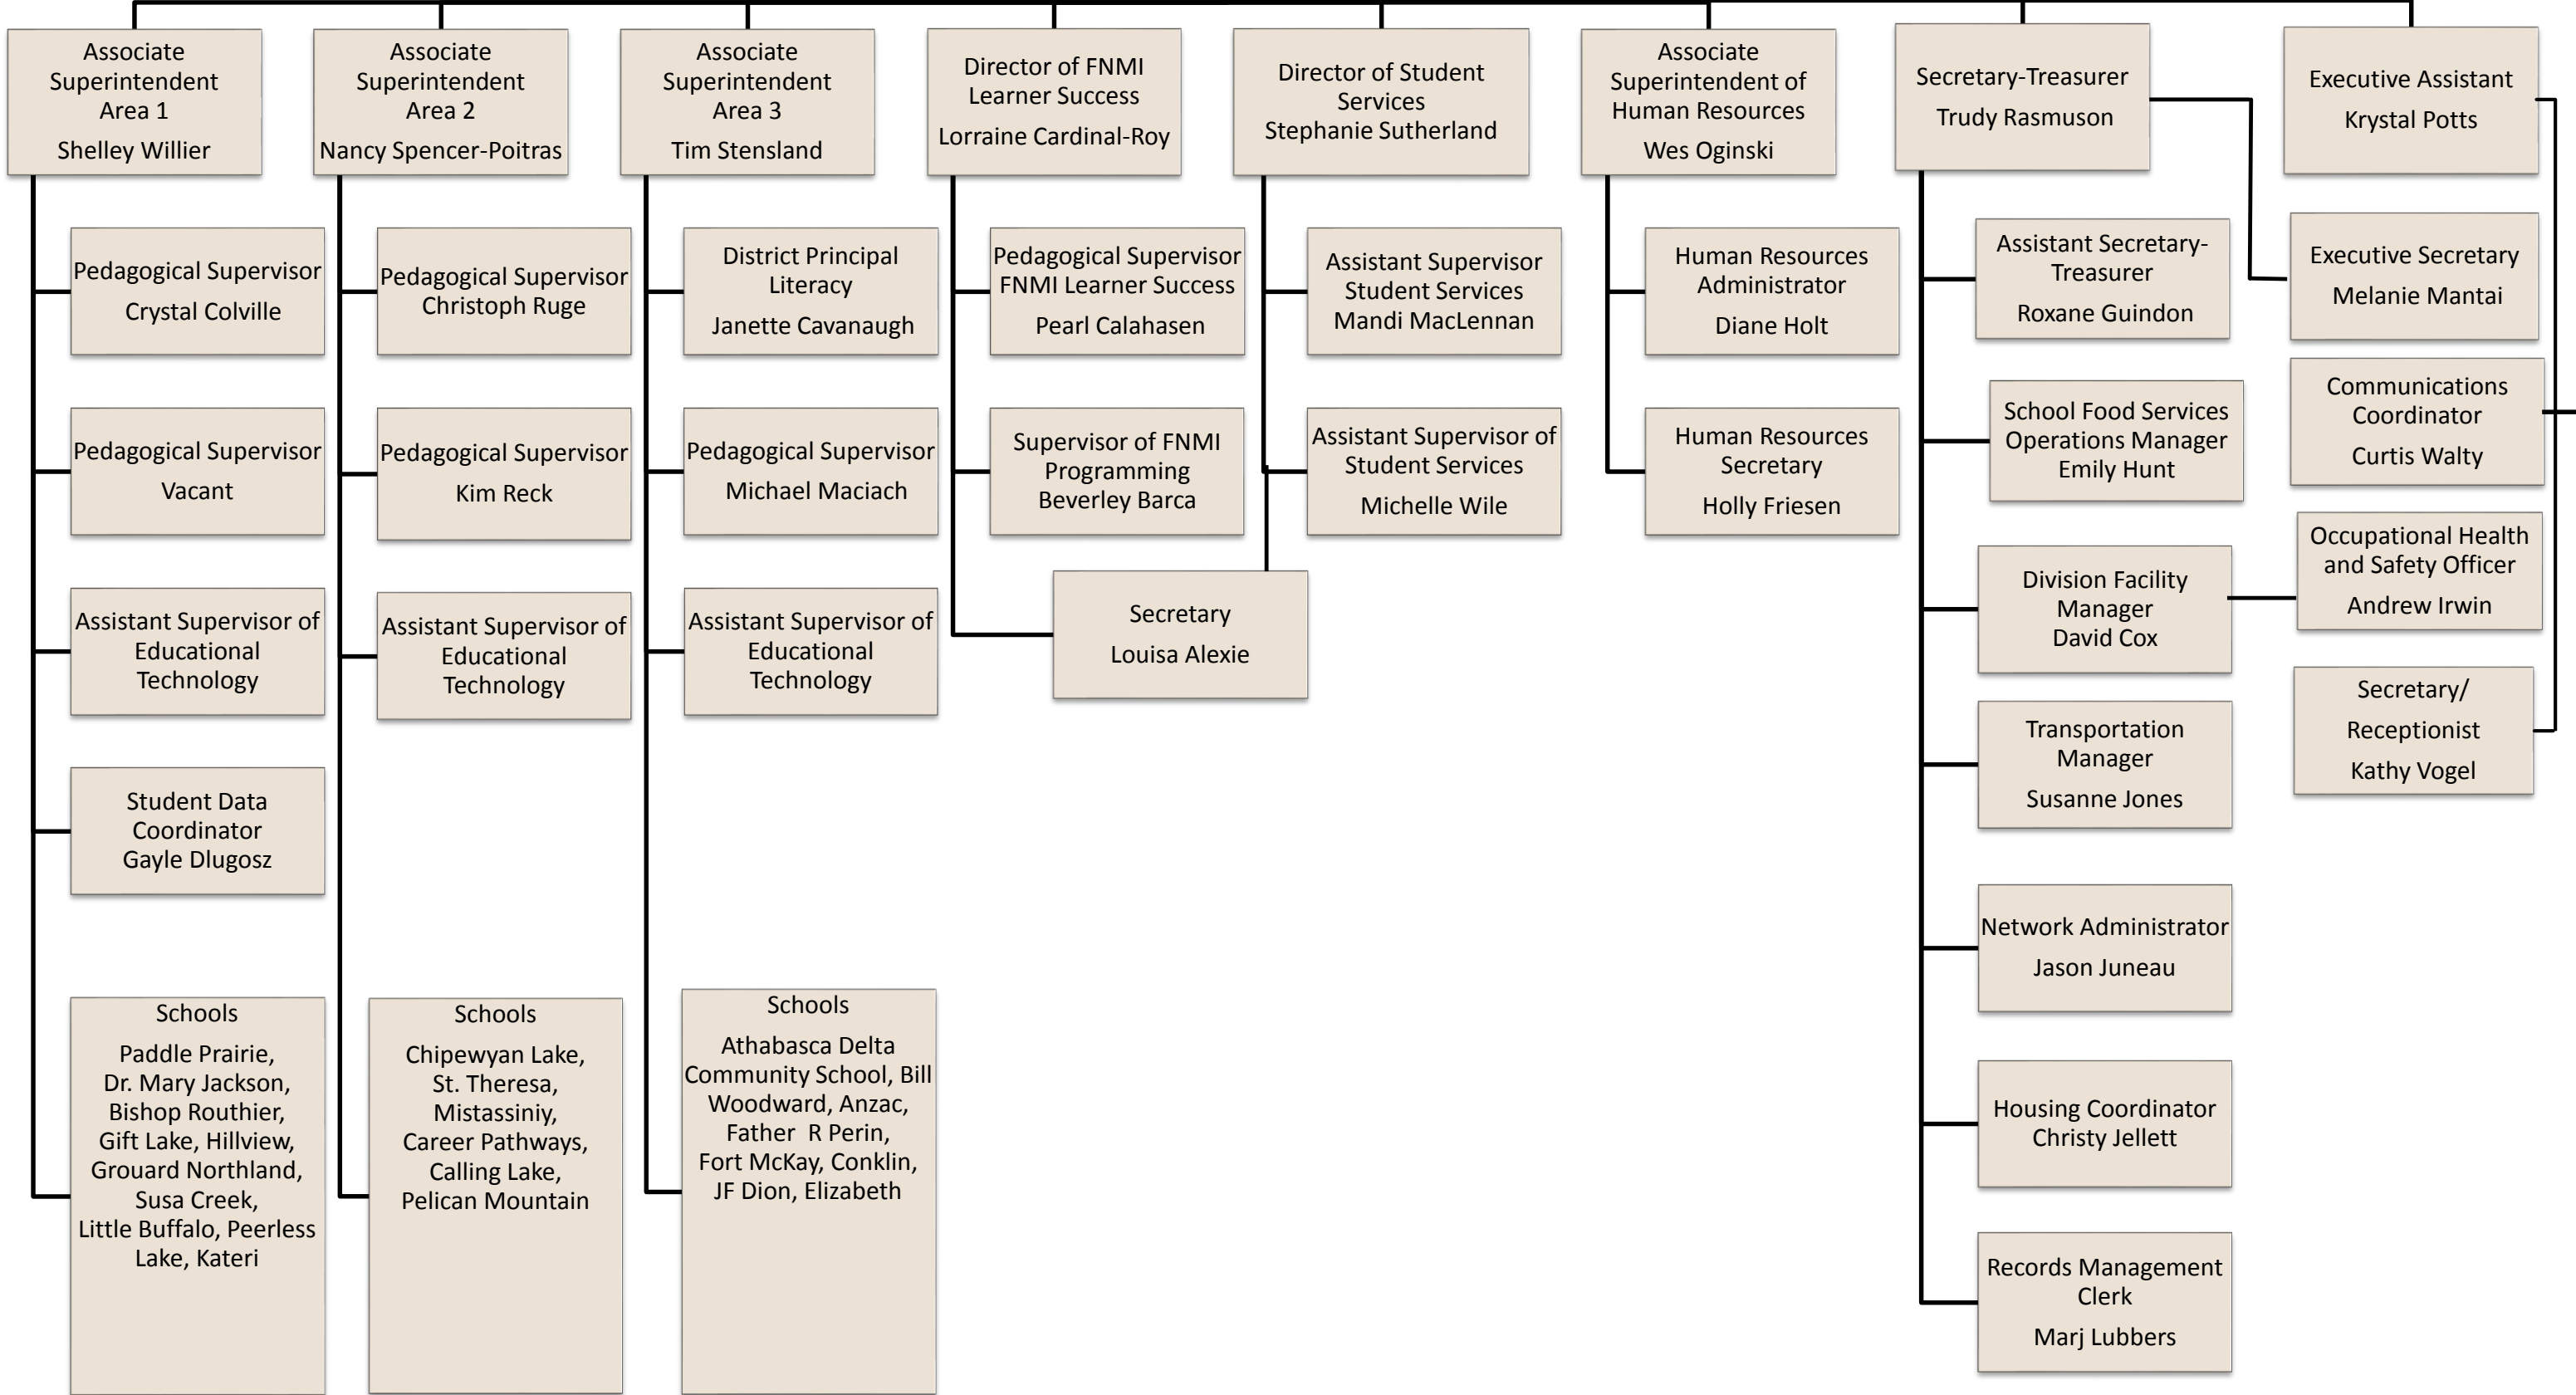 Associate
Superintendent
Area 1
Shelley Willier
Associate
Superintendent
Area 2
Nancy Spencer-Poitras
Associate
Superintendent
Area 3
Tim Stensland
Director of FNMI
Learner Success
Lorraine Cardinal-Roy
Director of Student
Services
Stephanie Sutherland
Associate
Superintendent of
Human Resources
Wes Oginski
Secretary-Treasurer
Trudy Rasmuson
Executive Assistant
Krystal Potts
Pedagogical Supervisor
Crystal Colville
Pedagogical Supervisor
Vacant
Assistant Supervisor of
Educational
Technology
Student Data
Coordinator
Gayle Dlugosz
Schools
Paddle Prairie,
Dr. Mary Jackson,
Bishop Routhier,
Gift Lake, Hillview,
Grouard Northland,
Susa Creek,
Little Buffalo, Peerless
Lake, Kateri
Pedagogical Supervisor
Christoph Ruge
Pedagogical Supervisor
Kim Reck
Assistant Supervisor of
Educational
Technology
Schools
Chipewyan Lake,
St. Theresa,
Mistassiniy,
Career Pathways,
Calling Lake,
Pelican Mountain
District Principal
Literacy
Janette Cavanaugh
Pedagogical Supervisor
Michael Maciach
Assistant Supervisor of
Educational
Technology
Schools
Athabasca Delta
Community School, Bill
Woodward, Anzac,
Father  R Perin,
Fort McKay, Conklin,
JF Dion, Elizabeth
Pedagogical Supervisor
FNMI Learner Success
Pearl Calahasen
Supervisor of FNMI
Programming
Beverley Barca
Secretary
Louisa Alexie
Assistant Supervisor
Student Services
Mandi MacLennan
Assistant Supervisor of
Student Services
Michelle Wile
Human Resources
Administrator
Diane Holt
Human Resources
Secretary
Holly Friesen
Assistant Secretary-
Treasurer
Roxane Guindon
School Food Services
Operations Manager
Emily Hunt
Division Facility
Manager
David Cox
Transportation
Manager
Susanne Jones
Network Administrator
Jason Juneau
Housing Coordinator
Christy Jellett
Records Management
Clerk
Marj Lubbers
Executive Secretary
Melanie Mantai
Communications
Coordinator
Curtis Walty
Occupational Health
and Safety Officer
Andrew Irwin
Secretary/
Receptionist
Kathy Vogel